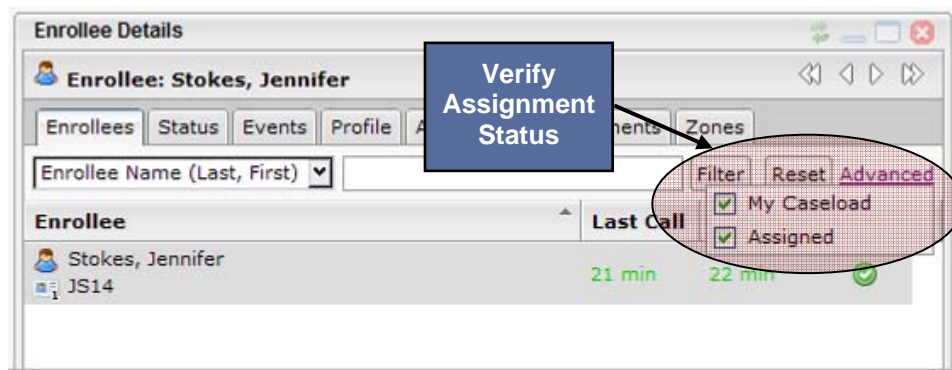 Enrollee Details
Enrollee: Stokes, Jennifer
Verify
Assignment
Status
Enrollees Status Events Profile Zones
Enrollee Name (Last, First) Filter Reset Advanced
My Caseload
Assigned
Enrollee Last Call
Stokes, Jennifer
JS14
21 min 22 min